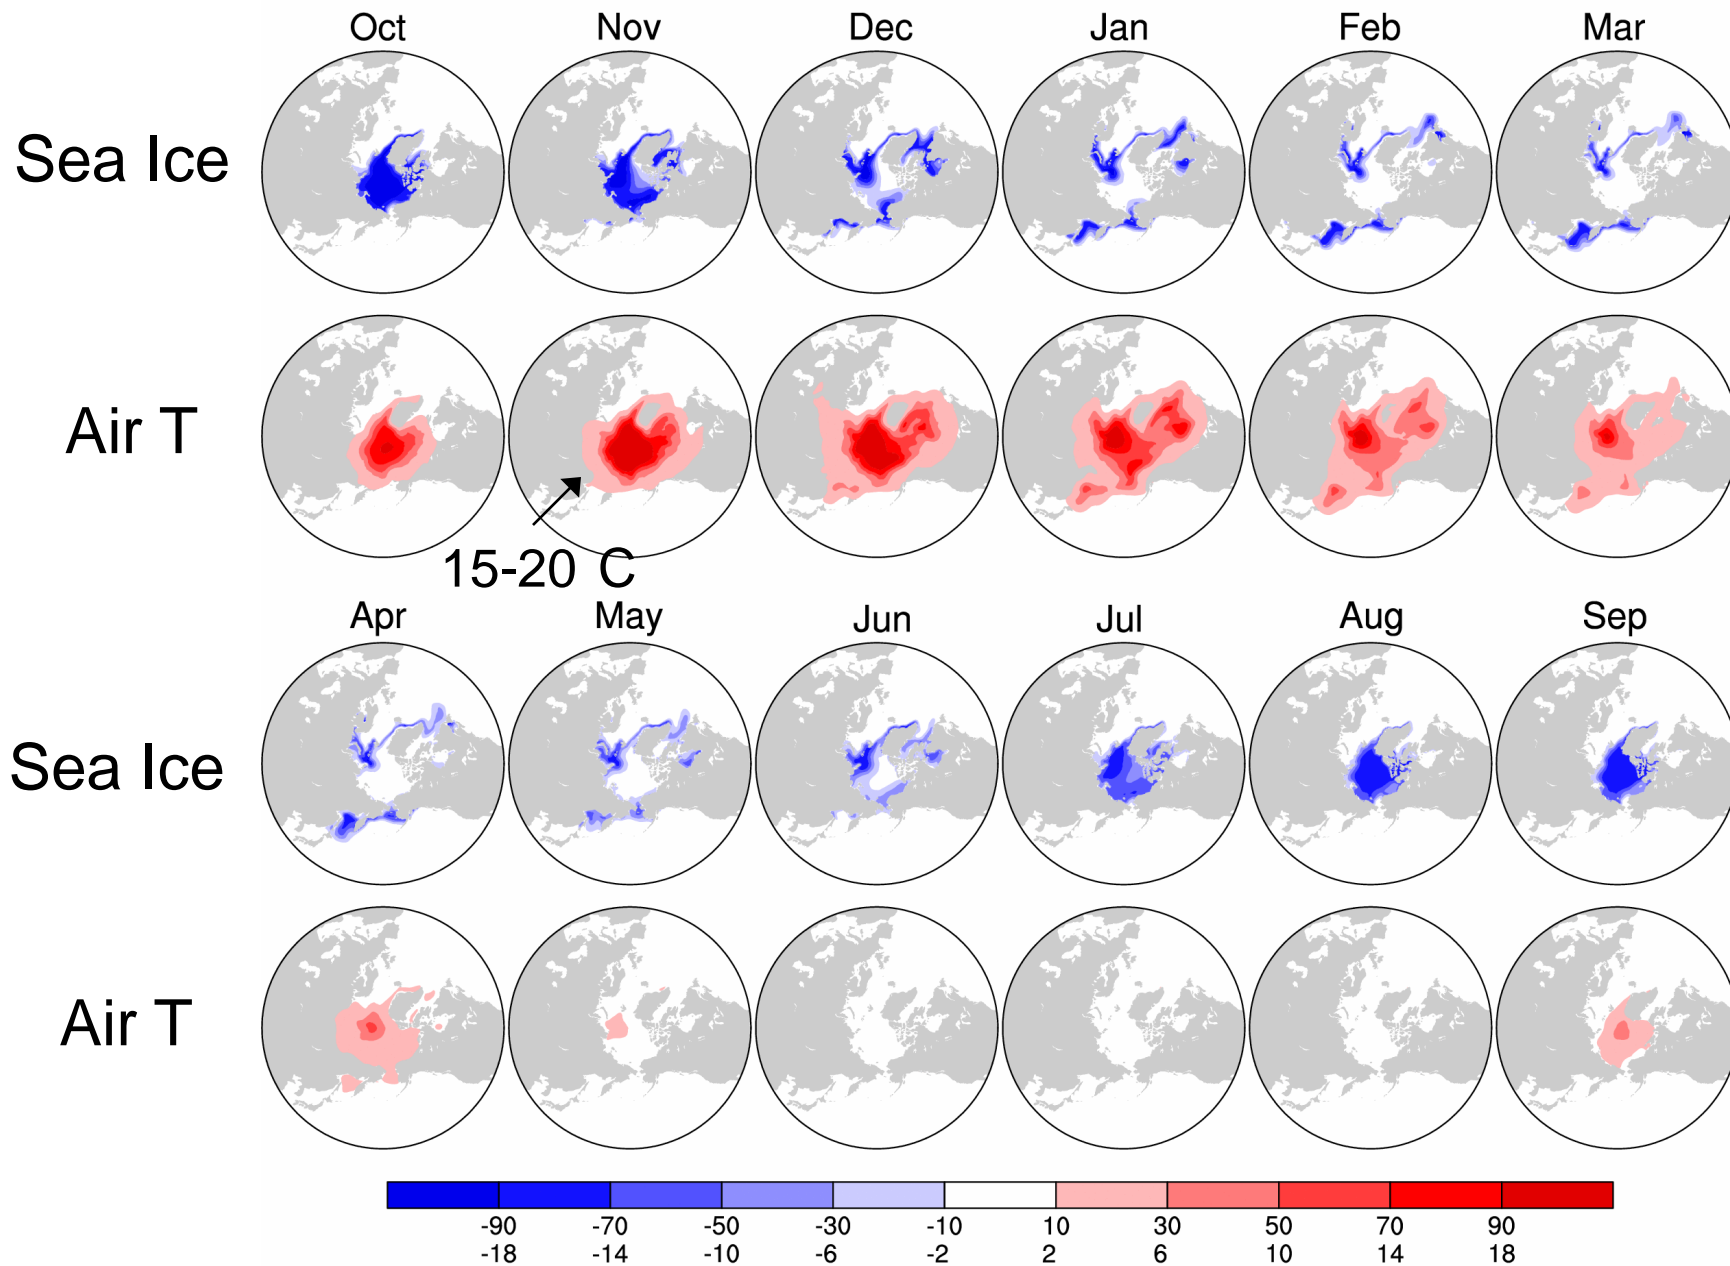 Oct Nov Dec Jan Feb Mar
Sea Ice
Air T
15-20 C
Apr May Jun Jul Aug Sep
Sea Ice
Air T
-90 -70 -50 -30 -10 10 30 50 70 90
-18 -14 -10 -6 -2 2 6 10 14 18